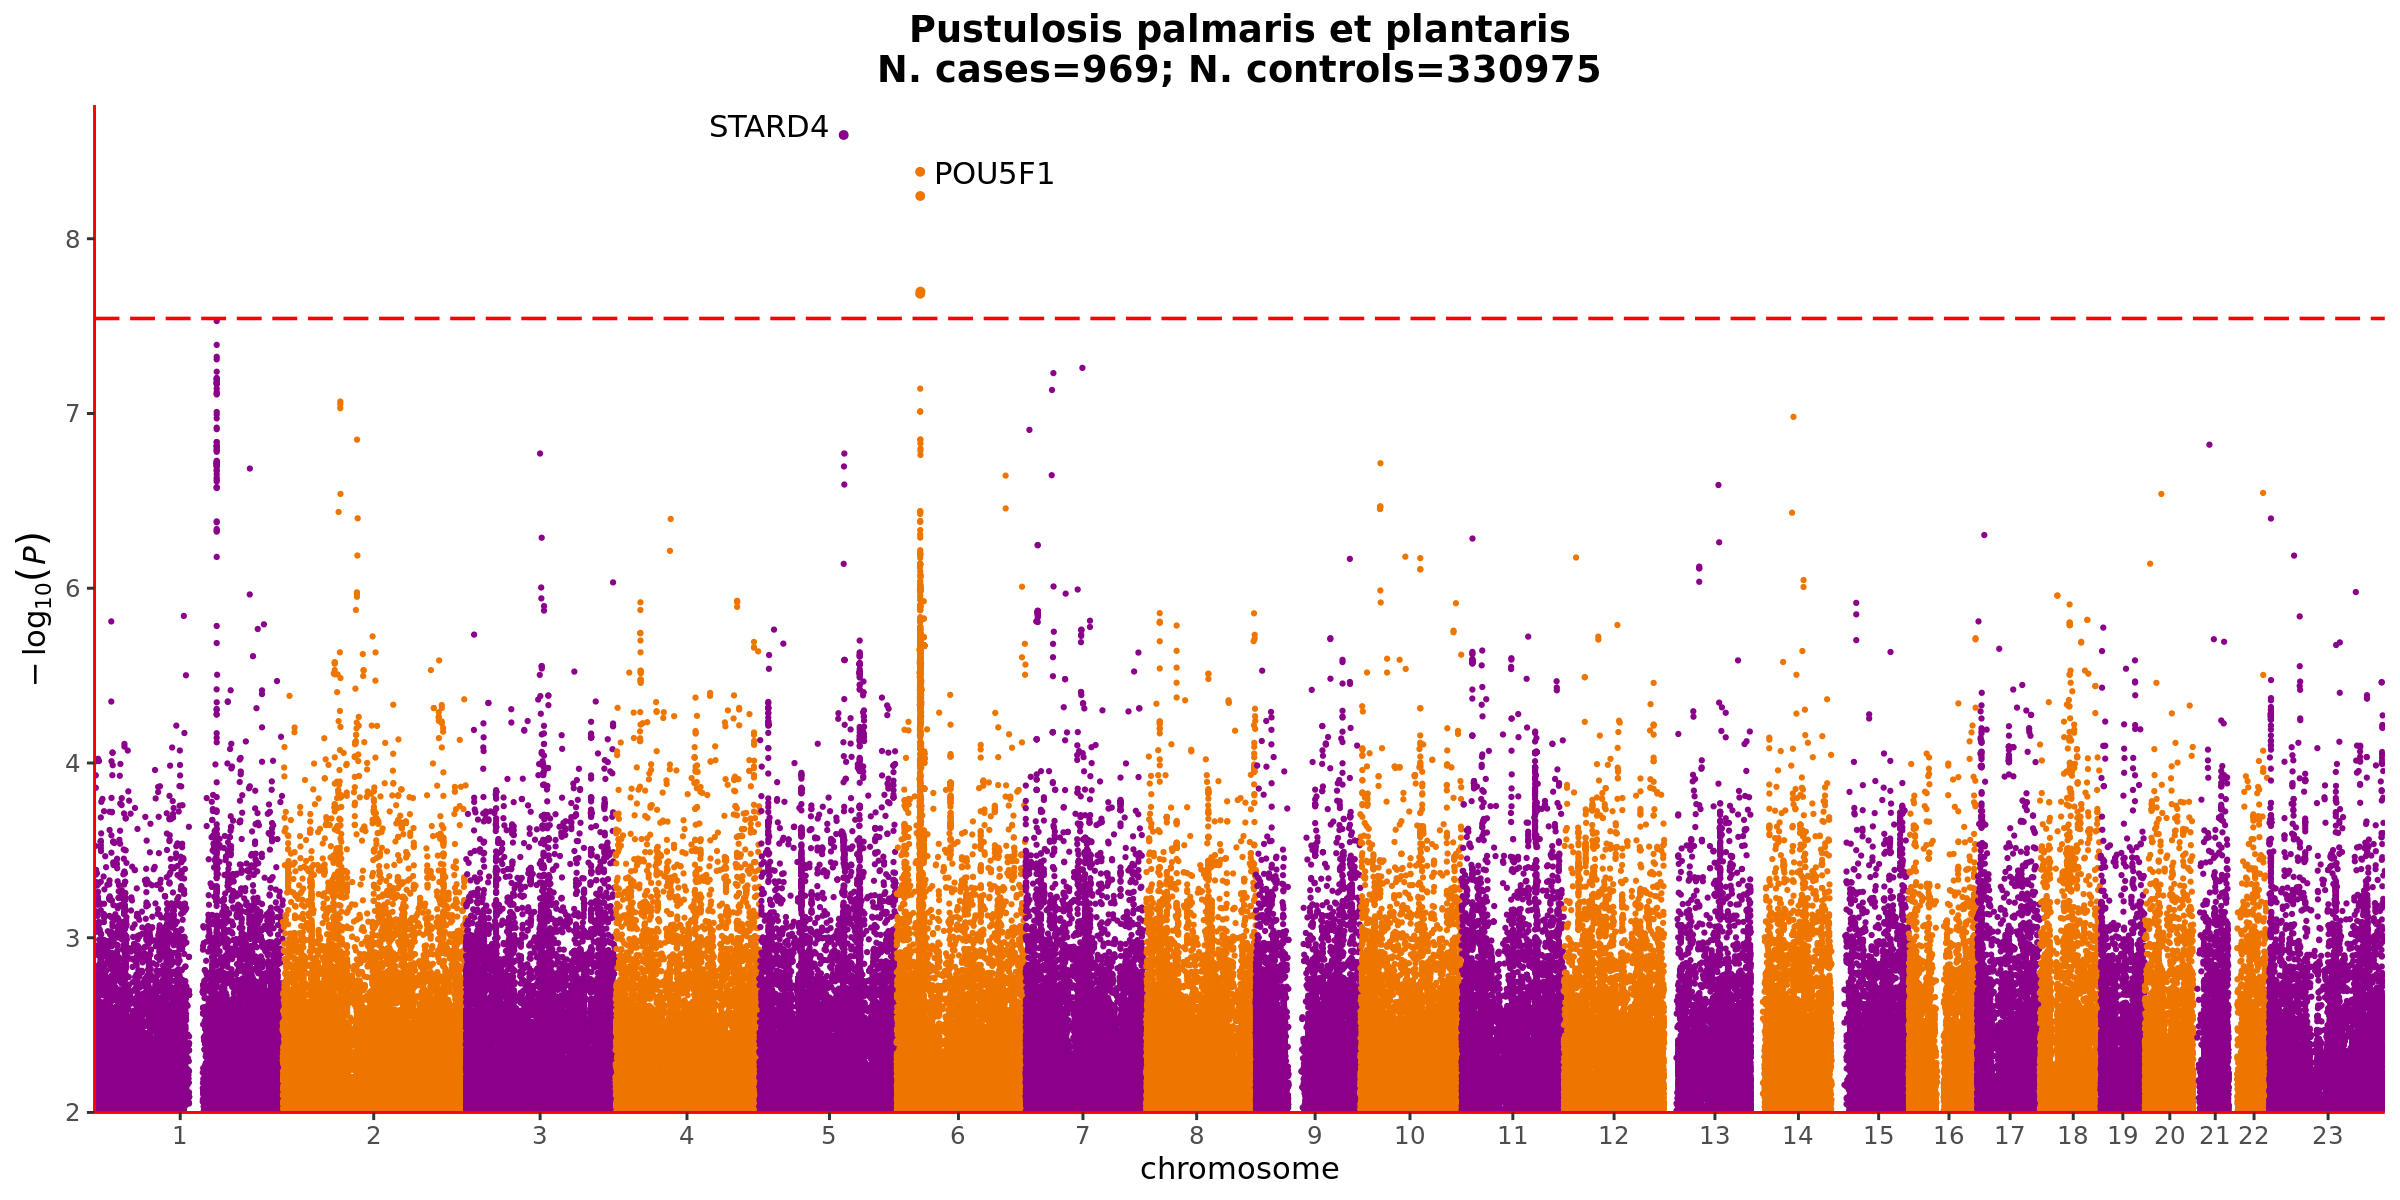 Pustulosis palmaris et plantaris
N. cases=969; N. controls=330975
STARD4
POU5F1
8
7
6
4
3
2
−log10(P)
1 2 3 4 5 6 7 8 9 10 11 12 13 14 15 16 17 18 19 20 21 22 23
chromosome